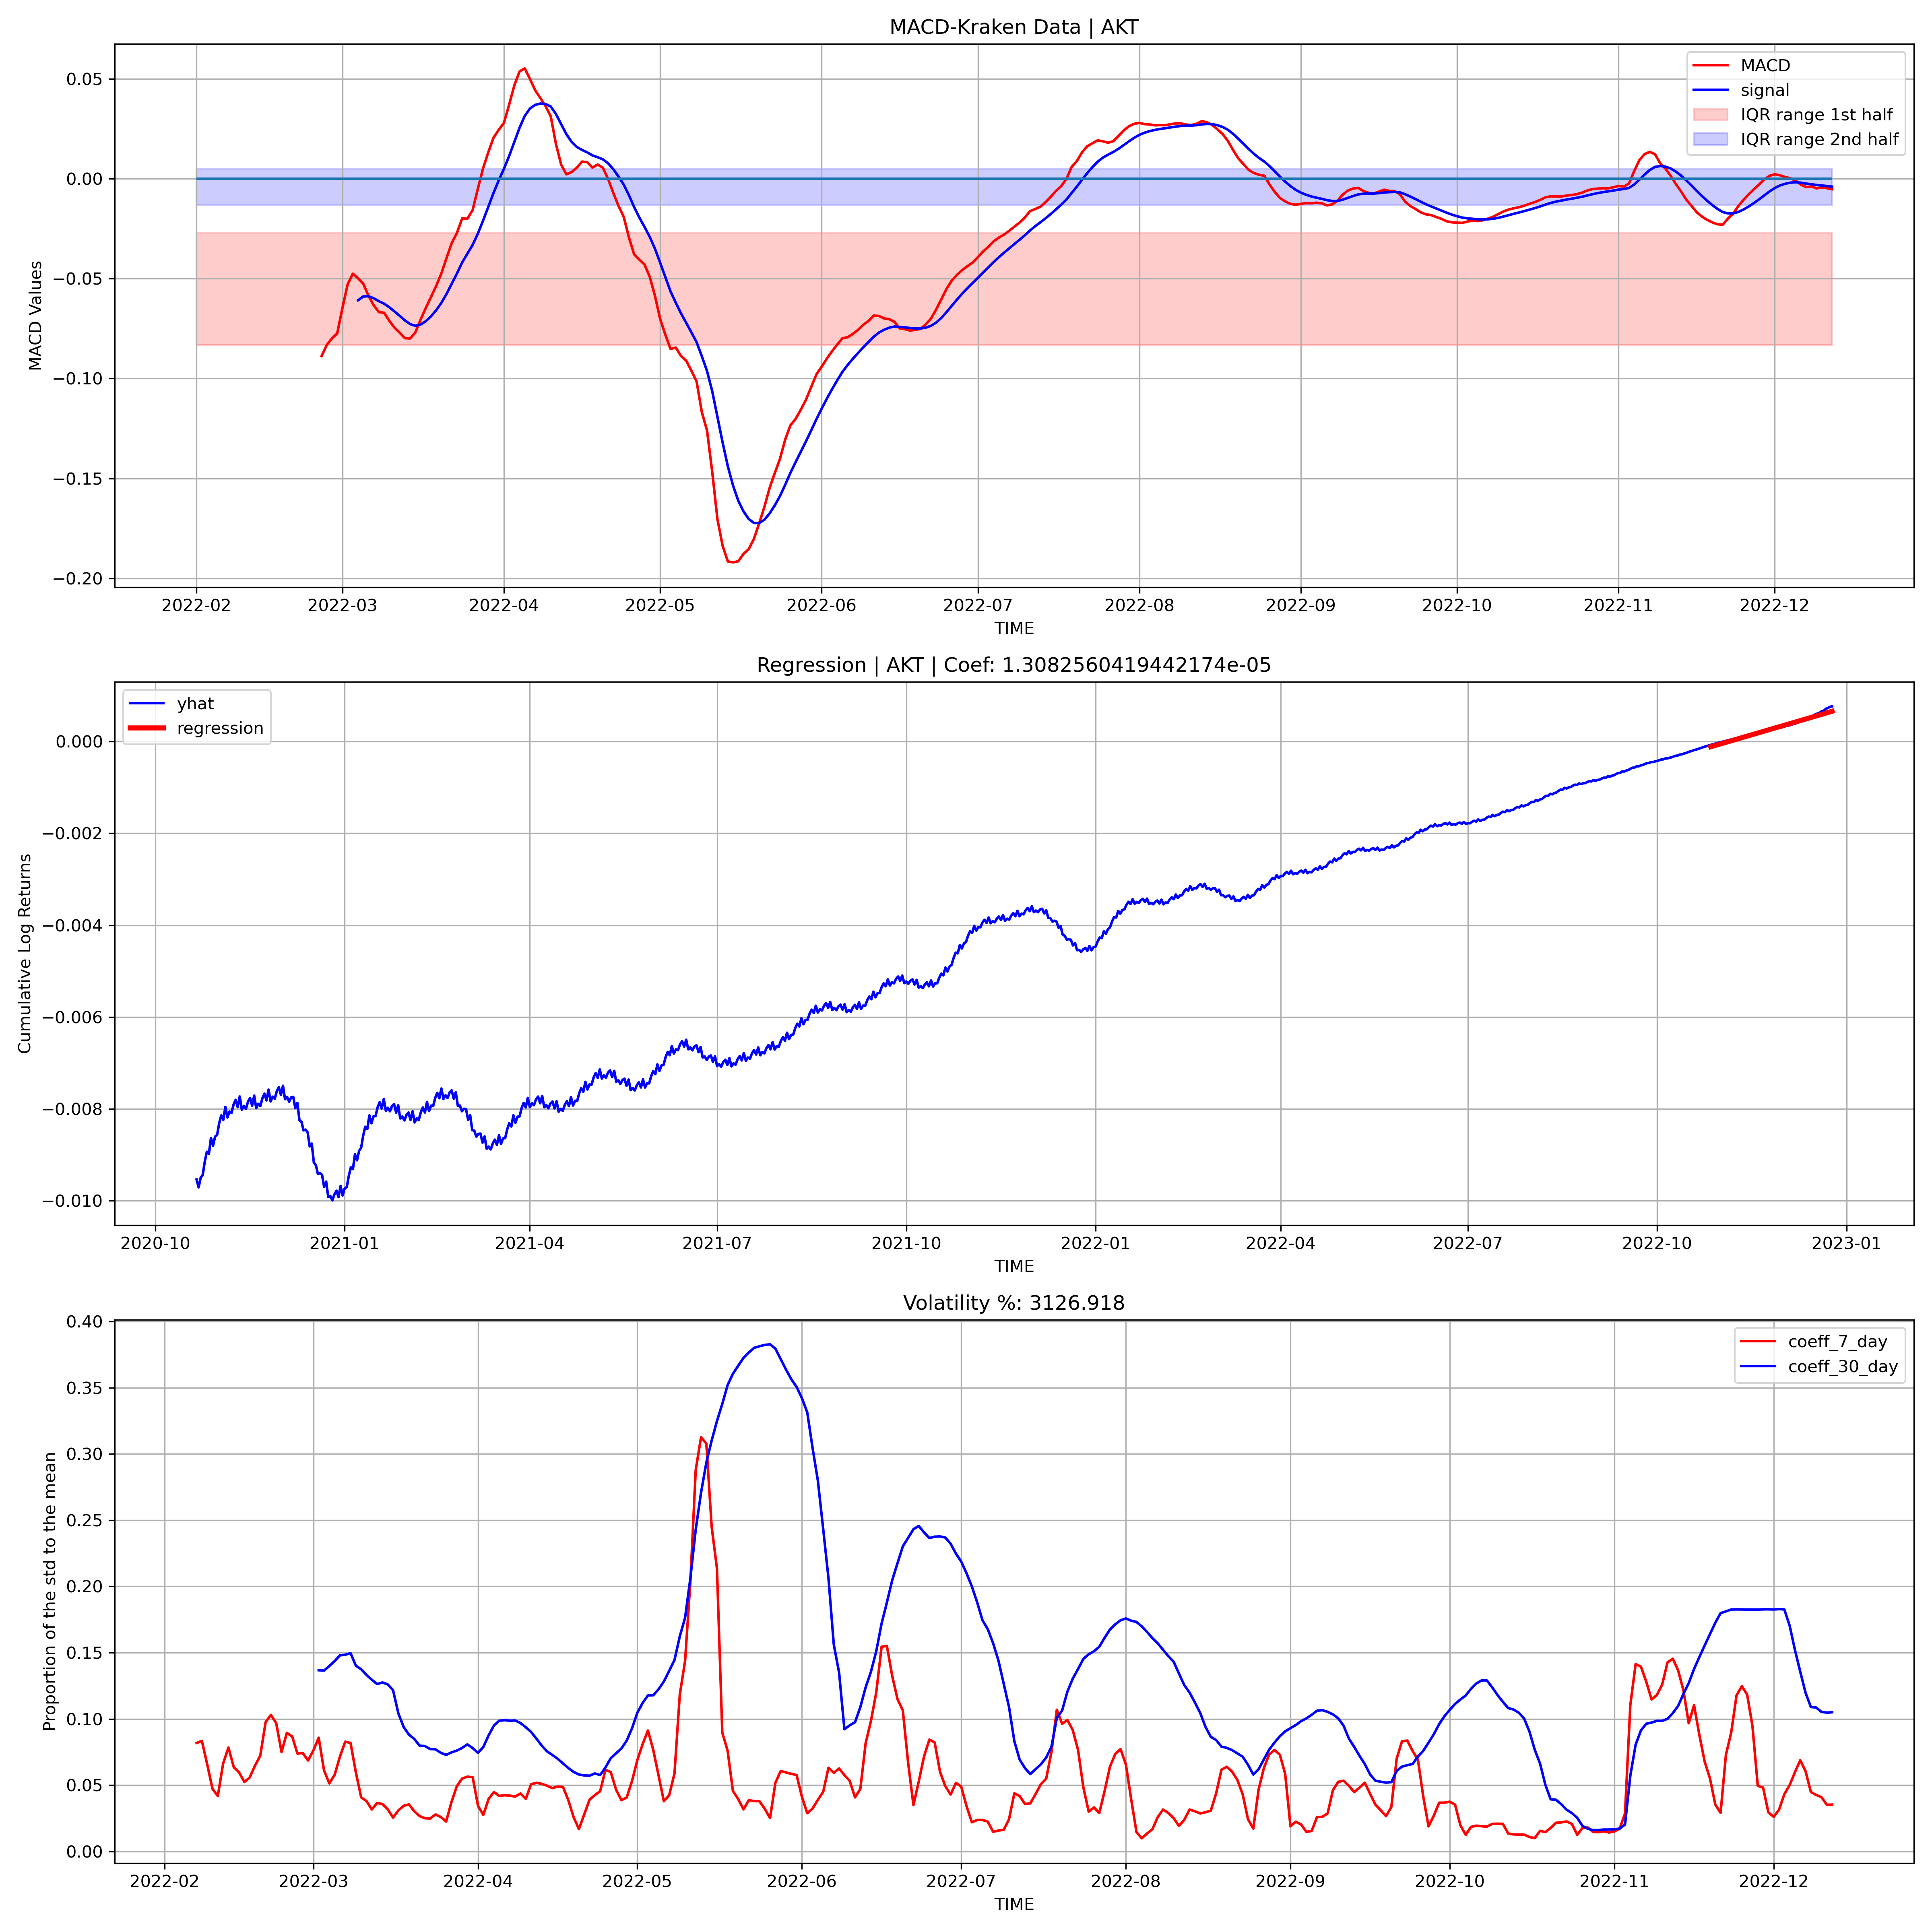 MACD-Kraken Data | AKT
MACD Values
0.05
0.00
−0.05
−0.10
−0.15
−0.20
MACD
signal
IQR range 1st half
IQR range 2nd half
2022-02 2022-03 2022-04 2022-05 2022-06 2022-07 2022-08 2022-09 2022-10 2022-11 2022-12
TIME
Regression | AKT | Coef: 1.3082560419442174e-05
Cumulative Log Returns
yhat
regression
0.000
−0.002
−0.004
−0.006
−0.008
−0.010
2020-10 2021-01 2021-04 2021-07 2021-10 2022-01 2022-04 2022-07 2022-10 2023-01
TIME
Volatility %: 3126.918
Proportion of the std to the mean
0.40
0.35
0.30
0.25
0.20
0.15
0.10
0.05
0.00
coeff_7_day
coeff_30_day
2022-02 2022-03 2022-04 2022-05 2022-06 2022-07 2022-08 2022-09 2022-10 2022-11 2022-12
TIME